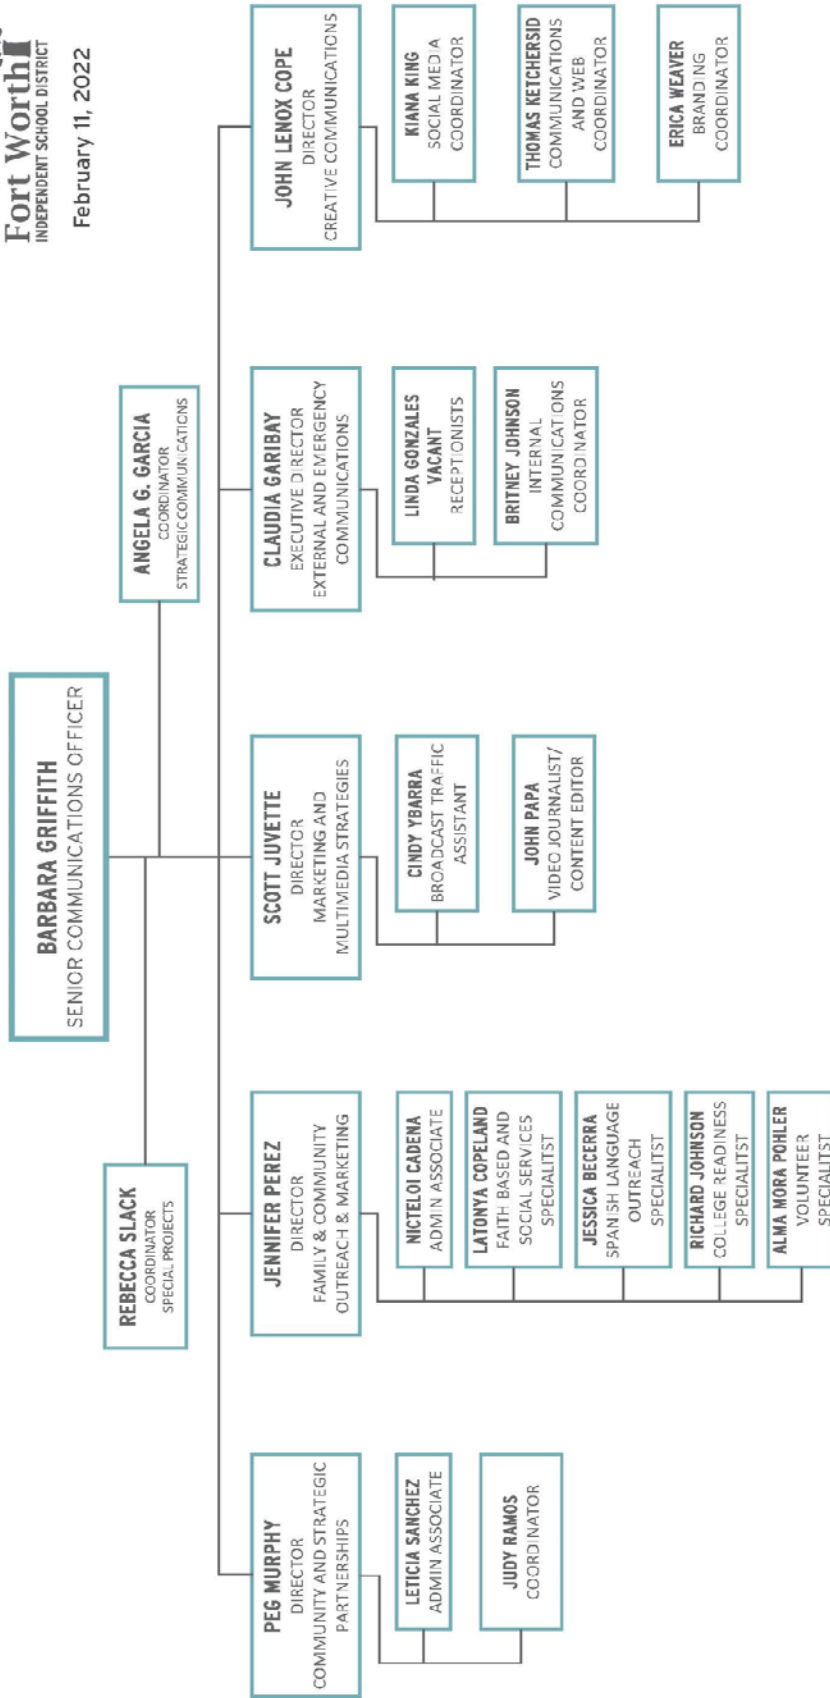 Fort Worth
INDEPENDENT SCHOOL DISTRICT
February 11, 2022
BARBARA GRIFFITH
SENIOR COMMUNICATIONS OFFICER
REBECCA SLACK
COORDINATOR
SPECIAL PROJECTS
ANGELA G. GARCIA
COORDINATOR
STRATEGIC COMMUNICATIONS
PEG MURPHY
DIRECTOR
COMMUNITY AND STRATEGIC
PARTNERSHIPS
LETICIA SANCHEZ
ADMIN ASSOCIATE
JUDY RAMOS
COORDINATOR
JENNIFER PEREZ
DIRECTOR
FAMILY & COMMUNITY
OUTREACH & MARKETING
NICTELOI CADENA
ADMIN ASSOCIATE
LATONYA COPELAND
FAITH BASED AND
SOCIAL SERVICES
SPECIALITST
JESSICA BECERRA
SPANISH LANGUAGE
OUTREACH
SPECIALITST
RICHARD JOHNSON
COLLEGE READINESS
SPECIALITST
ALMA MORA POHLER
VOLUNTEER
SPECIALITST
SCOTT JUVETTE
DIRECTOR
MARKETING AND
MULTIMEDIA STRATEGIES
CINDY YBARRA
BROADCAST TRAFFIC
ASSISTANT
JOHN PAPA
VIDEO JOURNALIST/
CONTENT EDITOR
CLAUDIA GARIBAY
EXECUTIVE DIRECTOR
EXTERNAL AND EMERGENCY
COMMUNICATIONS
LINDA GONZALES
VACANT
RECEPTIONISTS
BRITNEY JOHNSON
INTERNAL
COMMUNICATIONS
COORDINATOR
JOHN LENOX COPE
DIRECTOR
CREATIVE COMMUNICATIONS
KIANA KING
SOCIAL MEDIA
COORDINATOR
THOMAS KETCHERSID
COMMUNICATIONS
AND WEB
COORDINATOR
ERICA WEAVER
BRANDING
COORDINATOR